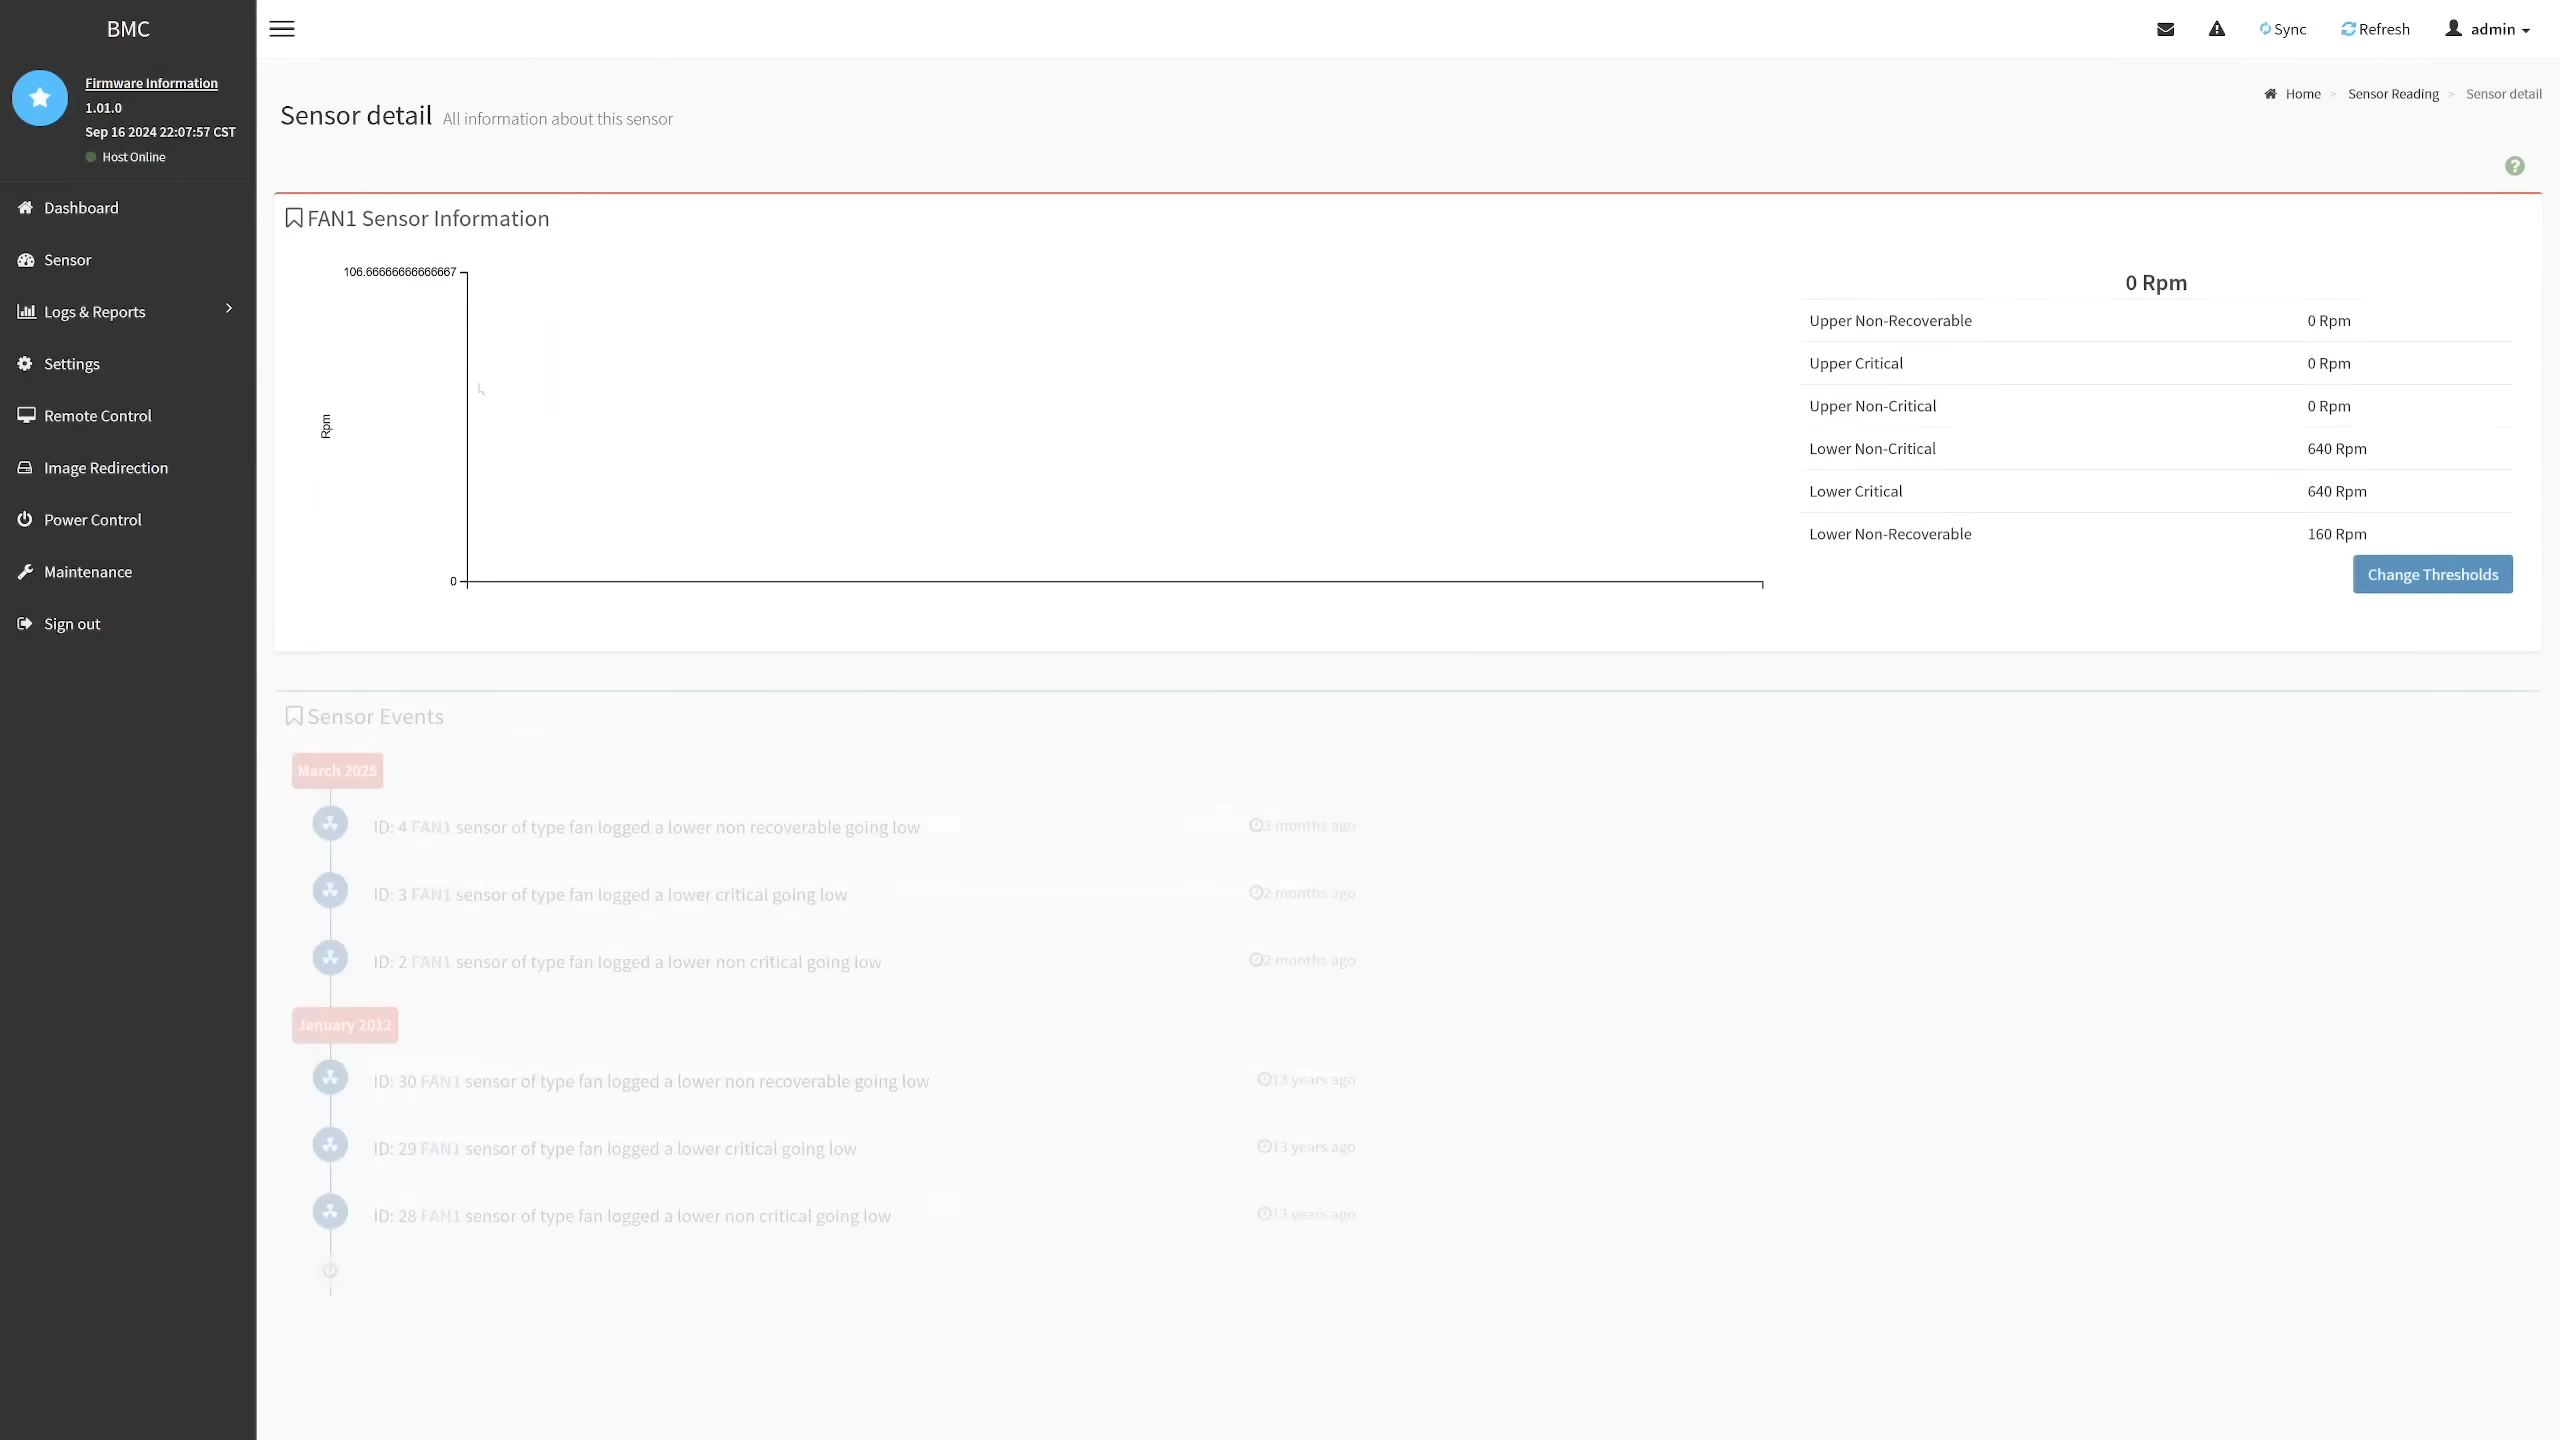 BMC
Sync
Refresh
admin
Firmware Information
1.01.0
Sep 16 2024 22:07:57 CST
Host Online
Dashboard
Sensor
Logs & Reports
Settings
Remote Control
Image Redirection
Power Control
Maintenance
Sign out
Sensor detail All information about this sensor
Home > Sensor Reading > Sensor detail
FAN1 Sensor Information
106.66666666666667
Rpm
0
0 Rpm
Upper Non-Recoverable 0 Rpm
Upper Critical 0 Rpm
Upper Non-Critical 0 Rpm
Lower Non-Critical 640 Rpm
Lower Critical 640 Rpm
Lower Non-Recoverable 160 Rpm
Change Thresholds
Sensor Events
March 2025
ID: 4 FAN1 sensor of type fan logged a lower non recoverable going low 2 months ago
ID: 3 FAN1 sensor of type fan logged a lower critical going low 2 months ago
ID: 2 FAN1 sensor of type fan logged a lower non critical going low 2 months ago
January 2012
ID: 30 FAN1 sensor of type fan logged a lower non recoverable going low 13 years ago
ID: 29 FAN1 sensor of type fan logged a lower critical going low 13 years ago
ID: 28 FAN1 sensor of type fan logged a lower non critical going low 13 years ago